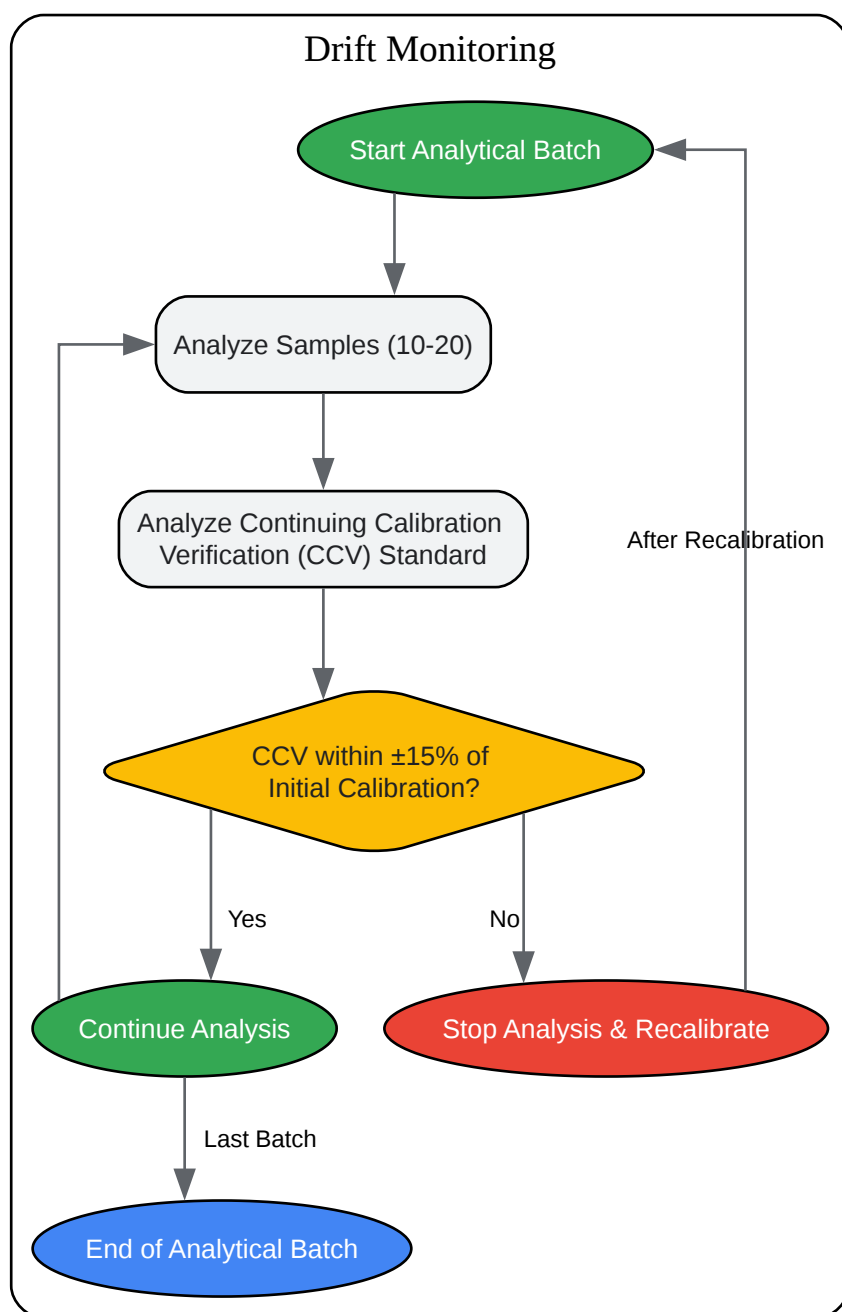 Drift Monitoring
Start Analytical Batch
Analyze Samples (10-20)
Analyze Continuing Calibration
Verification (CCV) Standard
After Recalibration
CCV within ±15% of
Initial Calibration?
Yes
No
Continue Analysis
Stop Analysis & Recalibrate
Last Batch
End of Analytical Batch